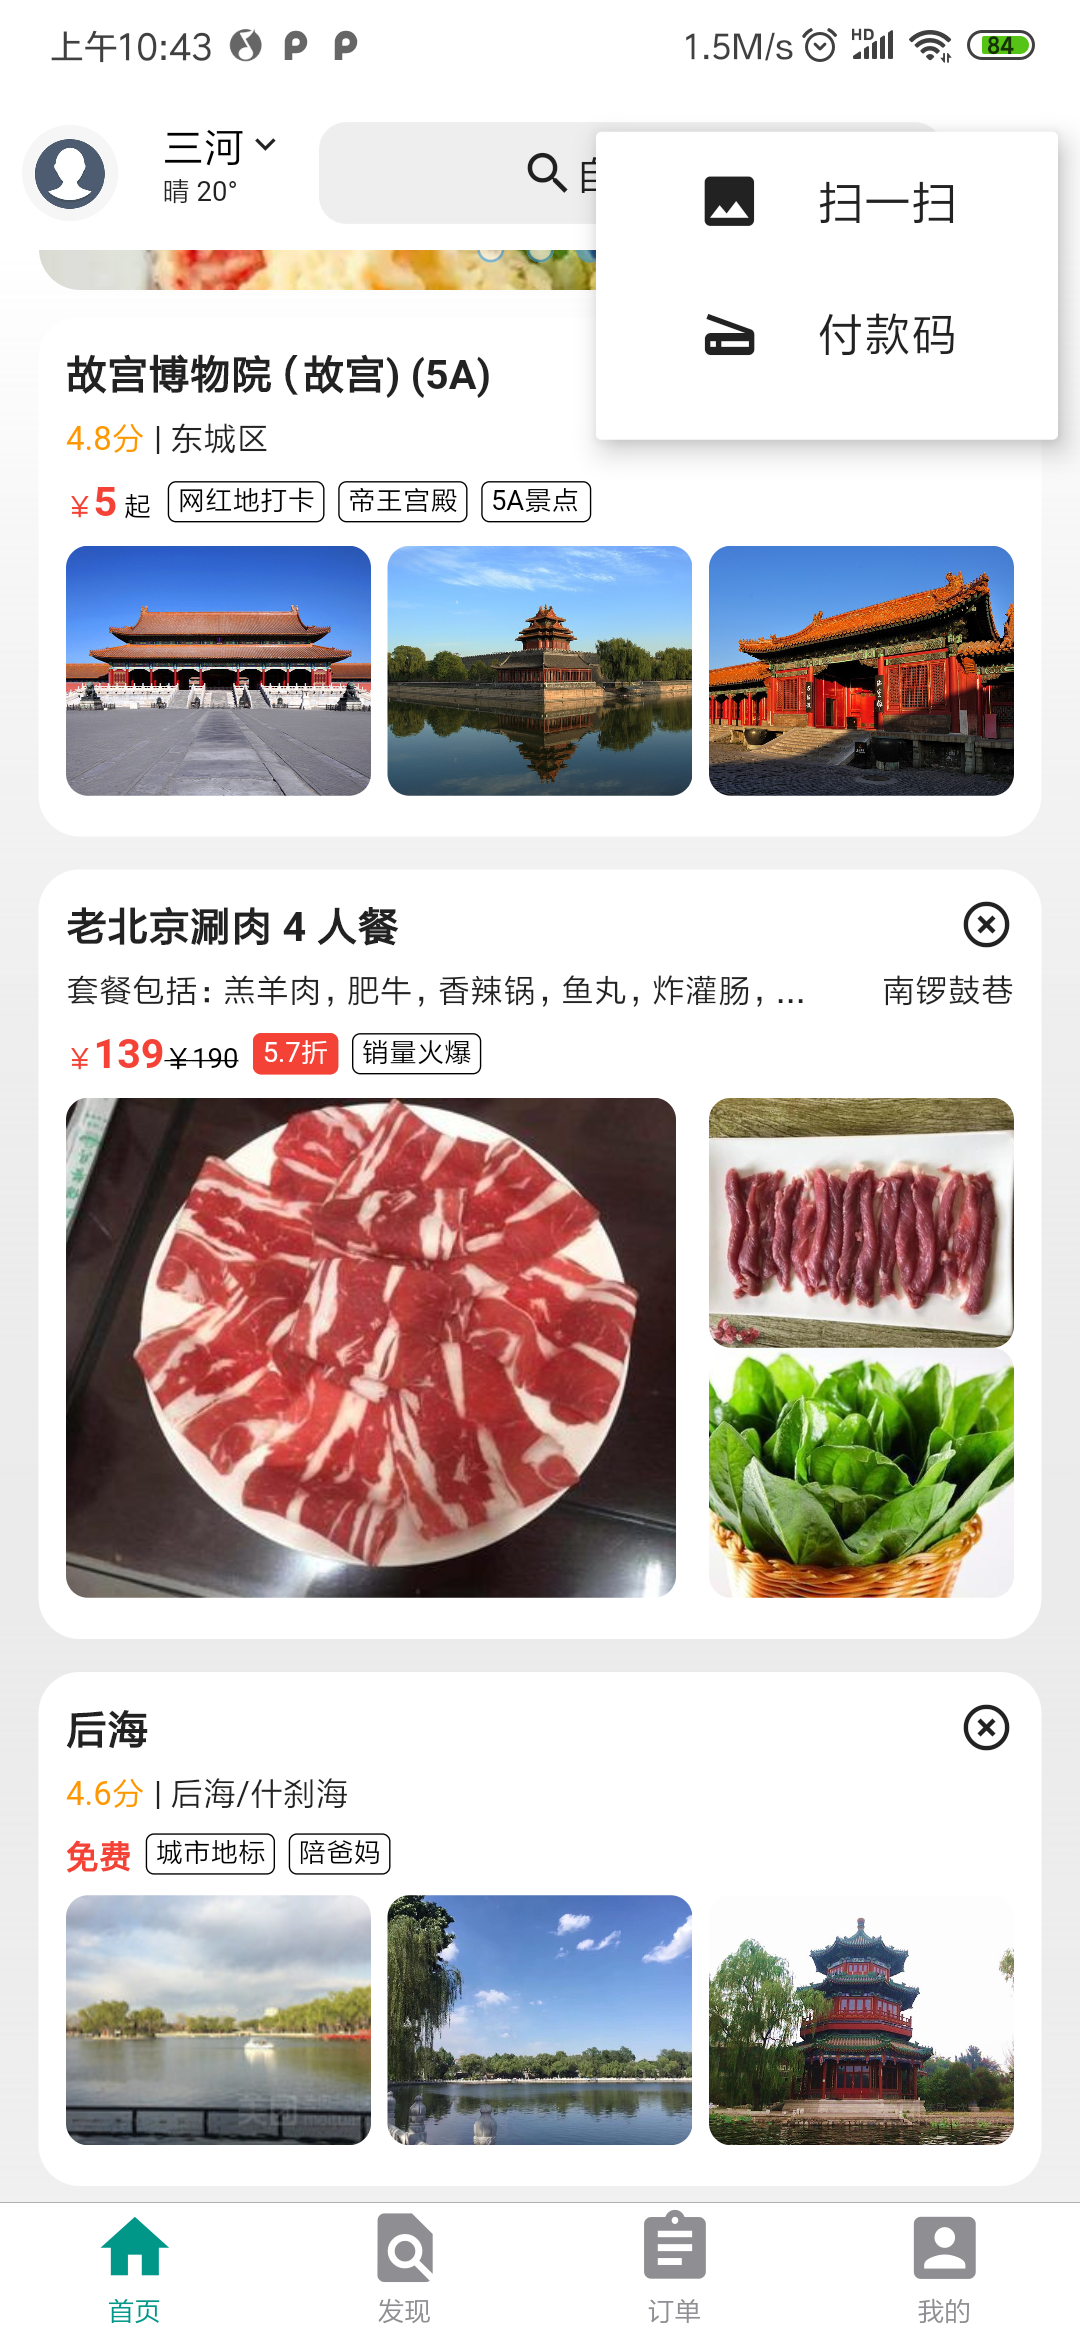 上午10:43
1.5M/s
HD
84
三河
晴 20°
扫一扫
付款码
故宫博物院（故宫) (5A)
4.8分 | 东城区
¥5 起 网红地打卡 帝王宫殿 5A景点
老北京涮肉 4 人餐
套餐包括: 羔羊肉, 肥牛, 香辣锅, 鱼丸, 炸灌肠, ... 南锣鼓巷
¥139 ¥190 5.7折 销量火爆
后海
4.6分 | 后海/什刹海
免费 城市地标 陪爸妈
首页 发现 订单 我的